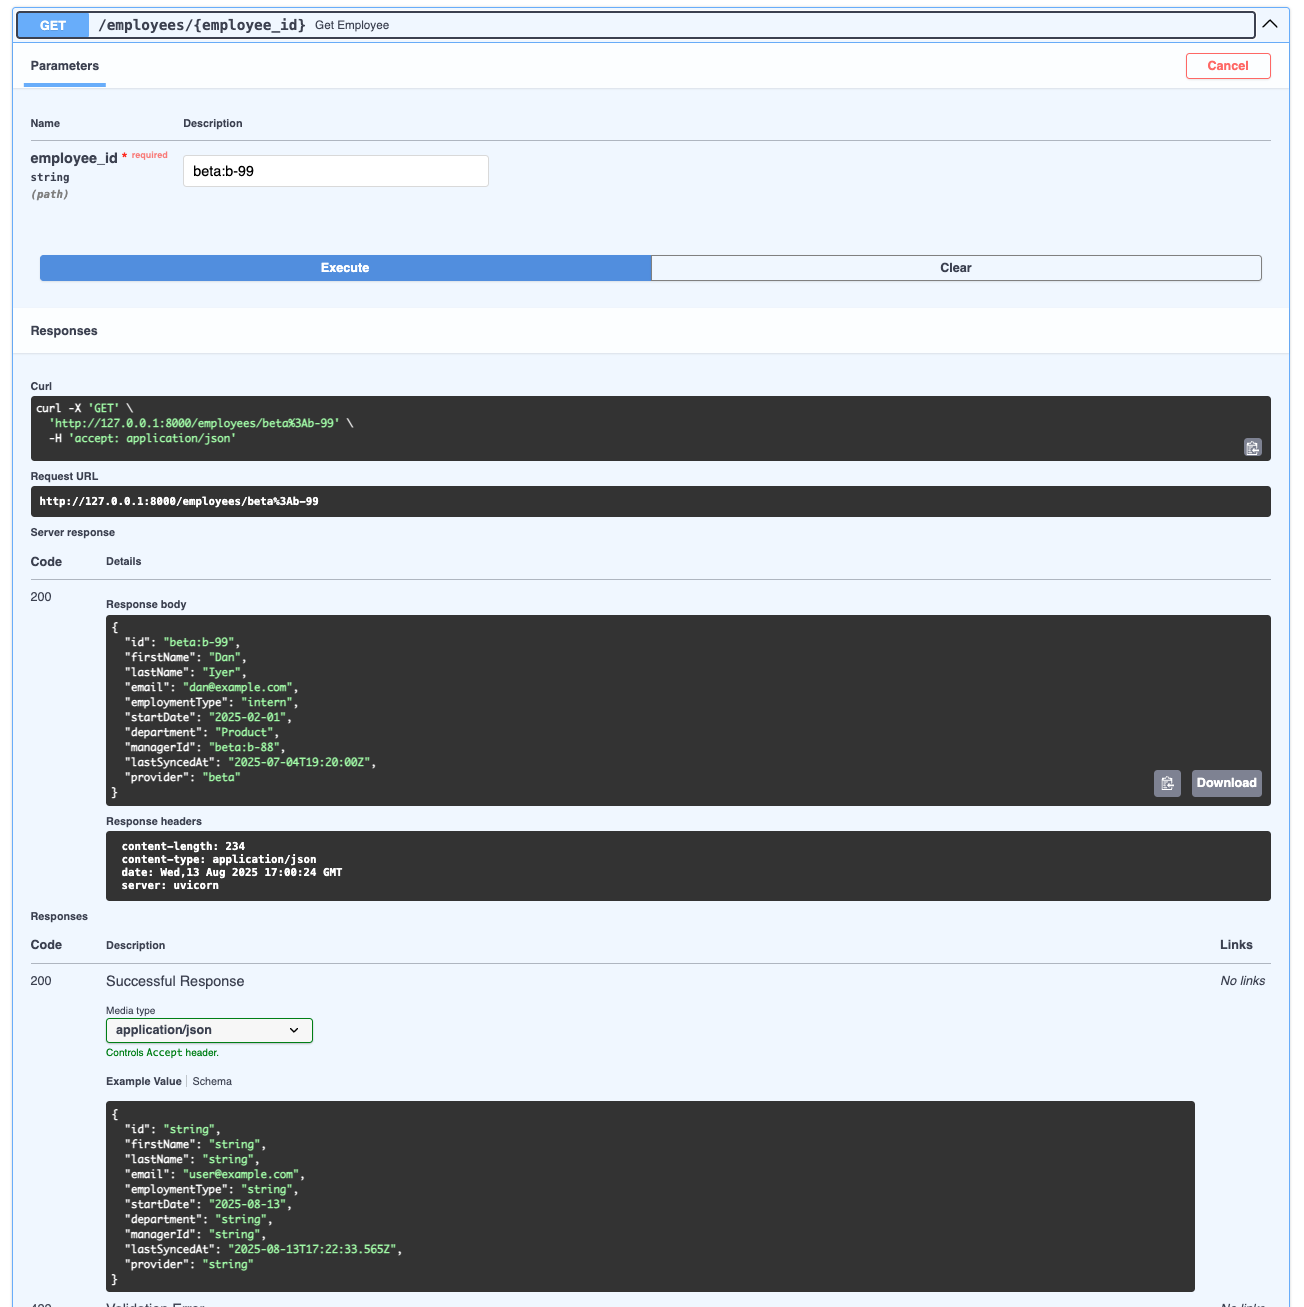 GET /employees/{employee_id} Get Employee
Parameters Cancel
Name Description
employee_id * required beta:b-99
string
(path)
Execute Clear
Responses
Curl
curl -X 'GET' \
  'http://127.0.0.1:8000/employees/beta%3Ab-99' \
  -H 'accept: application/json'
Request URL
http://127.0.0.1:8000/employees/beta%3Ab-99
Server response
Code Details
200
Response body
{
  "id": "beta:b-99",
  "firstName": "Dan",
  "lastName": "Iyer",
  "email": "dan@example.com",
  "employmentType": "intern",
  "startDate": "2025-02-01",
  "department": "Product",
  "managerId": "beta:b-88",
  "lastSyncedAt": "2025-07-04T19:20:00Z",
  "provider": "beta"
}
Download
Response headers
content-length: 234
content-type: application/json
date: Wed,13 Aug 2025 17:00:24 GMT
server: uvicorn
Responses
Code Description Links
200 Successful Response No links
Media type
application/json
Controls Accept header.
Example Value Schema
{
  "id": "string",
  "firstName": "string",
  "lastName": "string",
  "email": "user@example.com",
  "employmentType": "string",
  "startDate": "2025-08-13",
  "department": "string",
  "managerId": "string",
  "lastSyncedAt": "2025-08-13T17:22:33.565Z",
  "provider": "string"
}
422 Validation Error No links